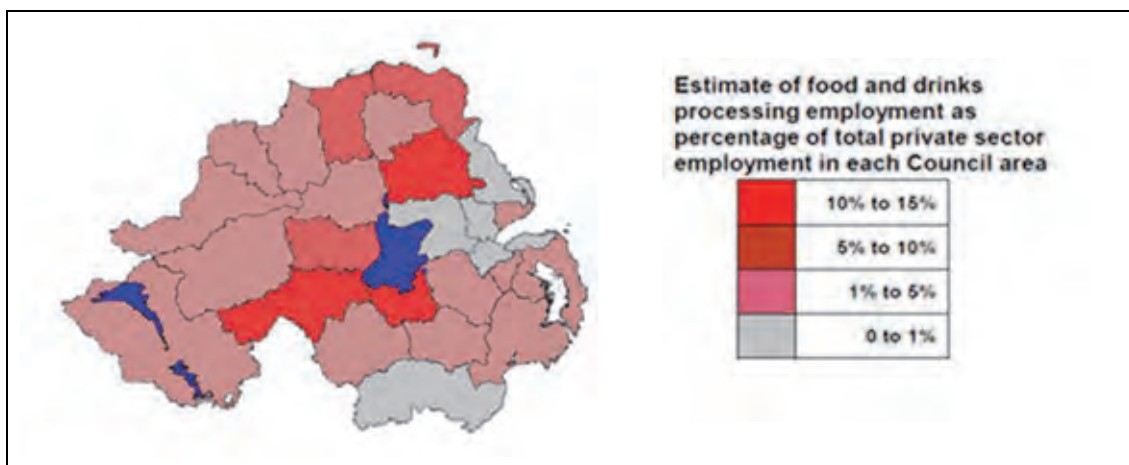 Estimate of food and drinks
processing employment as
percentage of total private sector
employment in each Council area
10% to 15%
5% to 10%
1% to 5%
0 to 1%